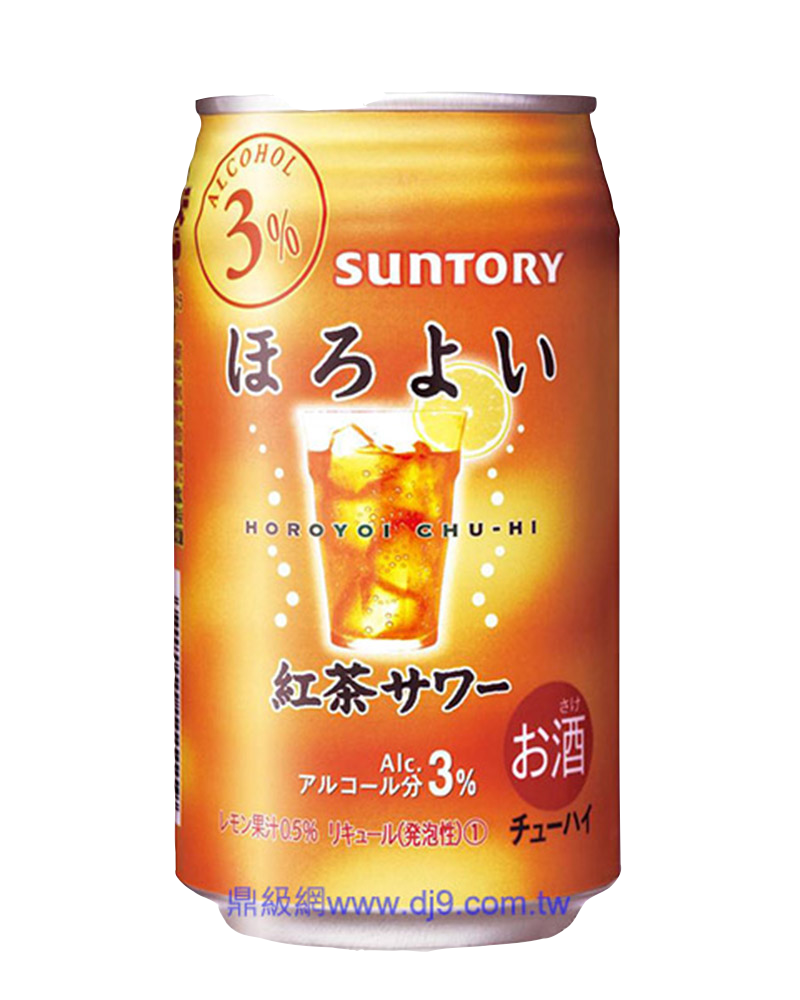 ALCOHOL
3%
SUNTORY
ほろよい
HOROYOI CHU-HI
紅茶サワー
さけ
お酒
Alc.
アルコール分3%
チューハイ
レモン果汁0.5% リキュール(発泡性)①
鼎級網www.dj9.com.tw